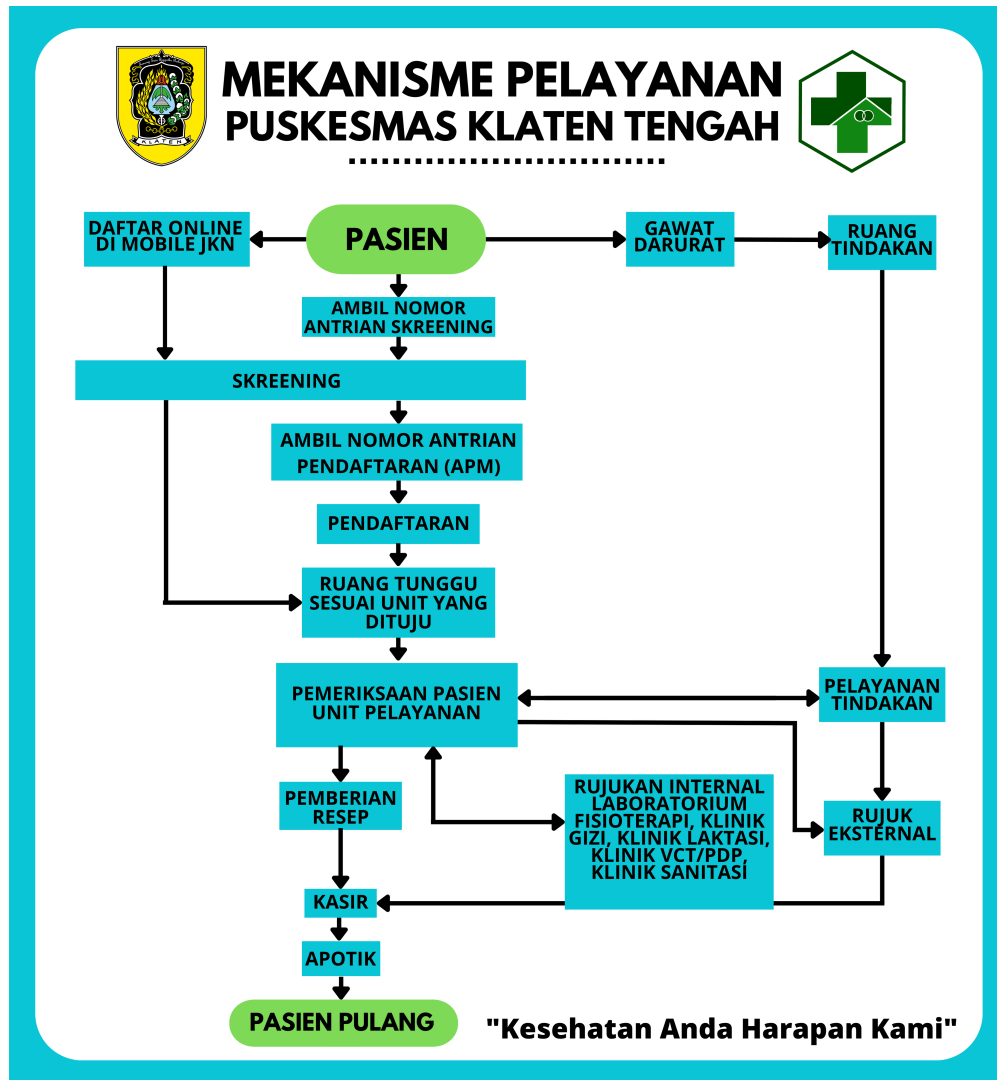 MEKANISME PELAYANAN
PUSKESMAS KLATEN TENGAH
KLATEN
DAFTAR ONLINE
DI MOBILE JKN
PASIEN
GAWAT
DARURAT
RUANG
TINDAKAN
AMBIL NOMOR
ANTRIAN SKREENING
SKREENING
AMBIL NOMOR ANTRIAN
PENDAFTARAN (APM)
PENDAFTARAN
RUANG TUNGGU
SESUAI UNIT YANG
DITUJU
PEMERIKSAAN PASIEN
UNIT PELAYANAN
PELAYANAN
TINDAKAN
PEMBERIAN
RESEP
RUJUKAN INTERNAL
LABORATORIUM
FISIOTERAPI, KLINIK
GIZI, KLINIK LAKTASI,
KLINIK VCT/PDP,
KLINIK SANITASI
RUJUK
EKSTERNAL
KASIR
APOTIK
PASIEN PULANG
"Kesehatan Anda Harapan Kami"